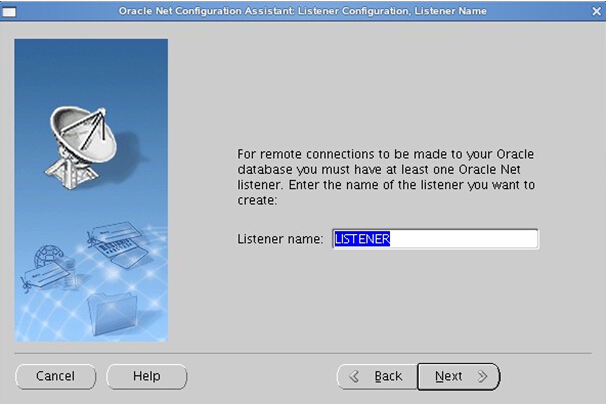 Oracle Net Configuration Assistant: Listener Configuration, Listener Name
For remote connections to be made to your Oracle
database you must have at least one Oracle Net
listener. Enter the name of the listener you want to
create:
Listener name: LISTENER
Cancel Help Back Next